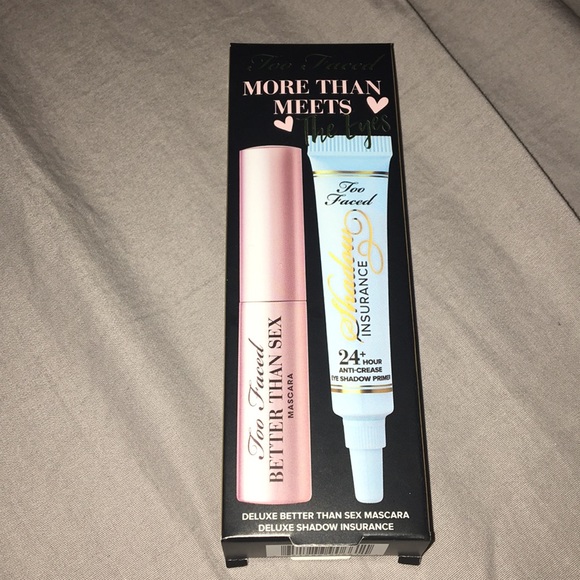 Too Faced
MORE THAN
MEETS
The Eyes
Too Faced
BETTER THAN SEX
MASCARA
Too
Faced
Shadow
INSURANCE
24+ HOUR
ANTI-CREASE
EYE SHADOW PRIMER
DELUXE BETTER THAN SEX MASCARA
DELUXE SHADOW INSURANCE